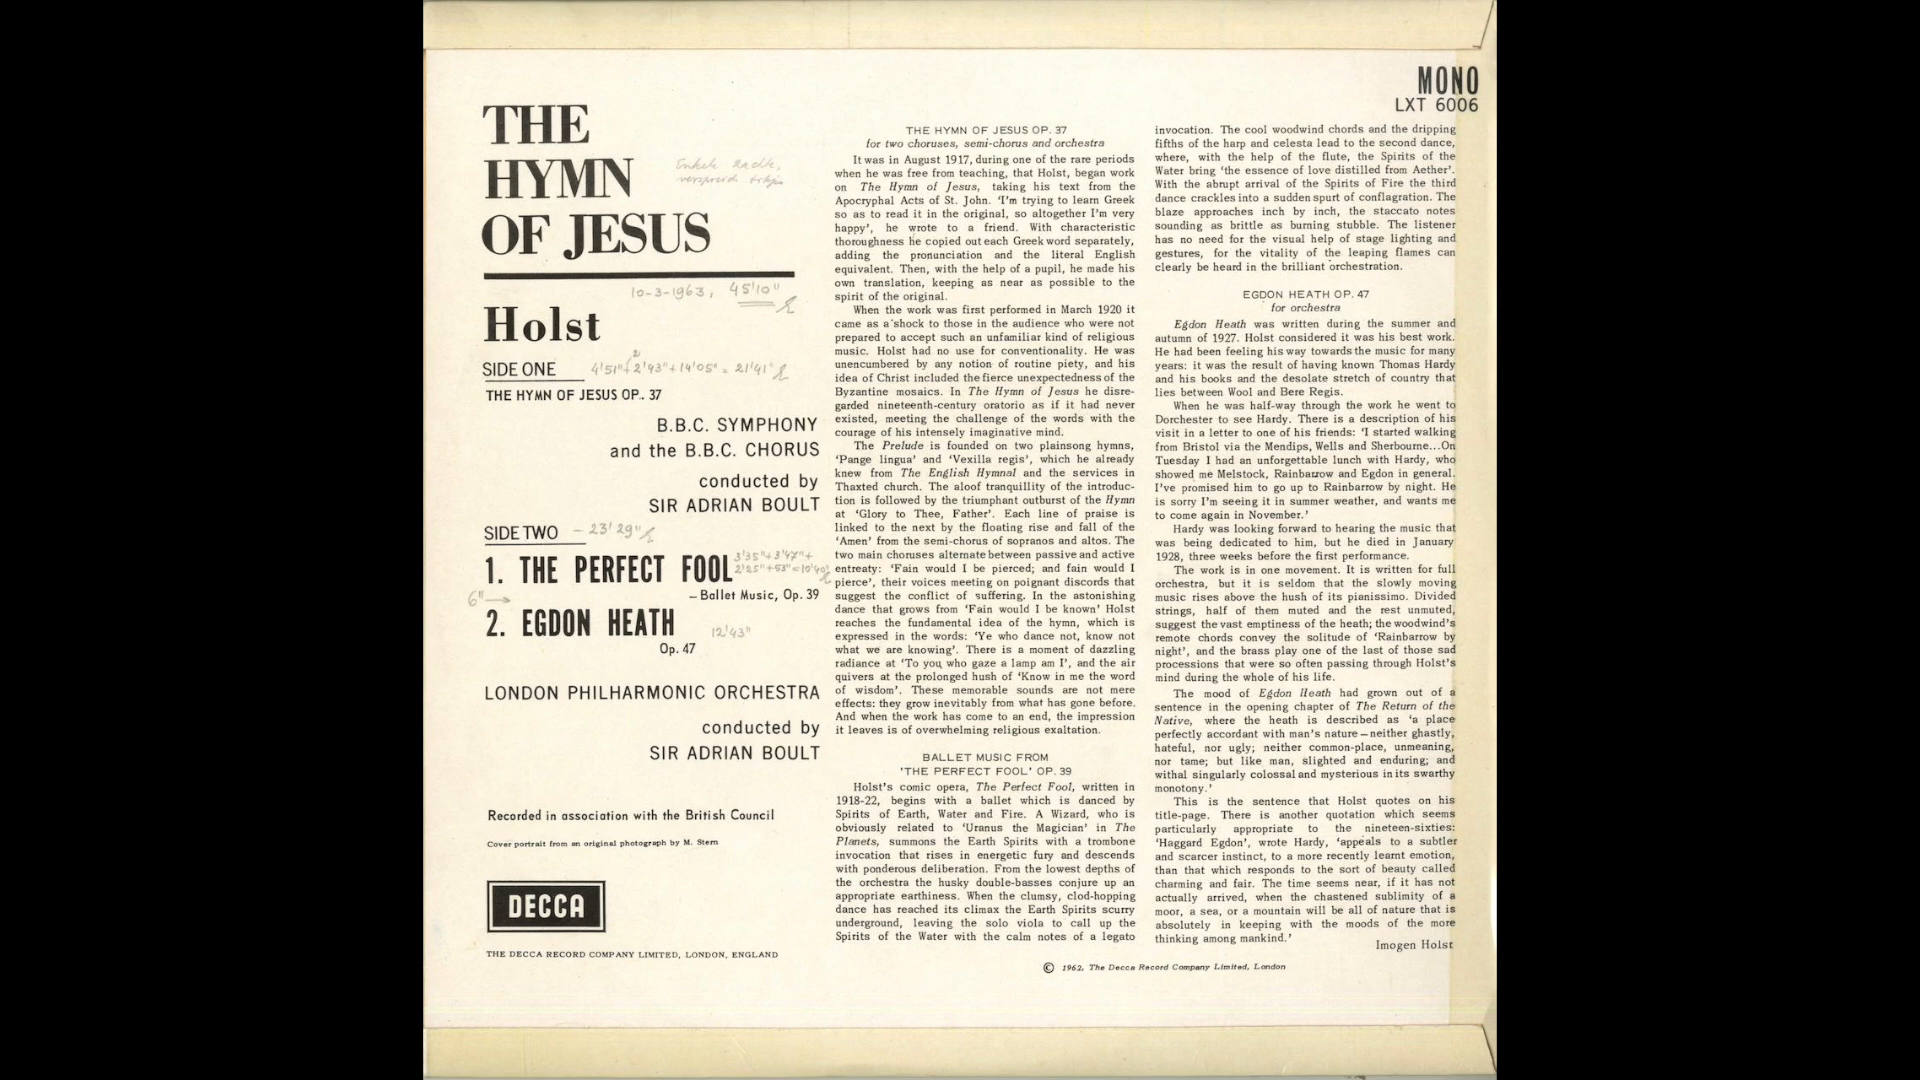 THE
HYMN
OF JESUS
10-3-1963, 45'10"
Holst
SIDE ONE 4'51"+2'43"+14'05" = 21'41"
THE HYMN OF JESUS OP.. 37
B.B.C. SYMPHONY
and the B.B.C. CHORUS
conducted by
SIR ADRIAN BOULT
SIDE TWO – 23'29"
1. THE PERFECT FOOL 3'35"+3'47"+
2'25"+53"=10'40"
– Ballet Music, Op. 39
6" →
2. EGDON HEATH 12'43"
Op. 47
LONDON PHILHARMONIC ORCHESTRA
conducted by
SIR ADRIAN BOULT
Recorded in association with the British Council
Cover portrait from an original photograph by M. Stern
DECCA
THE DECCA RECORD COMPANY LIMITED, LONDON, ENGLAND
THE HYMN OF JESUS OP. 37
for two choruses, semi-chorus and orchestra
It was in August 1917, during one of the rare periods
when he was free from teaching, that Holst, began work
on The Hymn of Jesus, taking his text from the
Apocryphal Acts of St. John. ‘I'm trying to learn Greek
so as to read it in the original, so altogether I'm very
happy’, he wrote to a friend. With characteristic
thoroughness he copied out each Greek word separately,
adding the pronunciation and the literal English
equivalent. Then, with the help of a pupil, he made his
own translation, keeping as near as possible to the
spirit of the original.
When the work was first performed in March 1920 it
came as a shock to those in the audience who were not
prepared to accept such an unfamiliar kind of religious
music. Holst had no use for conventionality. He was
unencumbered by any notion of routine piety, and his
idea of Christ included the fierce unexpectedness of the
Byzantine mosaics. In The Hymn of Jesus he disre-
garded nineteenth-century oratorio as if it had never
existed, meeting the challenge of the words with the
courage of his intensely imaginative mind.
The Prelude is founded on two plainsong hymns,
‘Pange lingua’ and ‘Vexilla regis’, which he already
knew from The English Hymnal and the services in
Thaxted church. The aloof tranquillity of the introduc-
tion is followed by the triumphant outburst of the Hymn
at ‘Glory to Thee, Father’. Each line of praise is
linked to the next by the floating rise and fall of the
‘Amen’ from the semi-chorus of sopranos and altos. The
two main choruses alternate between passive and active
entreaty: ‘Fain would I be pierced; and fain would I
pierce’, their voices meeting on poignant discords that
suggest the conflict of suffering. In the astonishing
dance that grows from ‘Fain would I be known’ Holst
reaches the fundamental idea of the hymn, which is
expressed in the words: ‘Ye who dance not, know not
what we are knowing’. There is a moment of dazzling
radiance at ‘To you who gaze a lamp am I’, and the air
quivers at the prolonged hush of ‘Know in me the word
of wisdom’. These memorable sounds are not mere
effects: they grow inevitably from what has gone before.
And when the work has come to an end, the impression
it leaves is of overwhelming religious exaltation.
BALLET MUSIC FROM
'THE PERFECT FOOL' OP. 39
Holst's comic opera, The Perfect Fool, written in
1918-22, begins with a ballet which is danced by
Spirits of Earth, Water and Fire. A Wizard, who is
obviously related to ‘Uranus the Magician’ in The
Planets, summons the Earth Spirits with a trombone
invocation that rises in energetic fury and descends
with ponderous deliberation. From the lowest depths of
the orchestra the husky double-basses conjure up an
appropriate earthiness. When the clumsy, clod-hopping
dance has reached its climax the Earth Spirits scurry
underground, leaving the solo viola to call up the
Spirits of the Water with the calm notes of a legato
MONO
LXT 6006
invocation. The cool woodwind chords and the dripping
fifths of the harp and celesta lead to the second dance,
where, with the help of the flute, the Spirits of the
Water bring ‘the essence of love distilled from Aether’.
With the abrupt arrival of the Spirits of Fire the third
dance crackles into a sudden spurt of conflagration. The
blaze approaches inch by inch, the staccato notes
sounding as brittle as burning stubble. The listener
has no need for the visual help of stage lighting and
gestures, for the vitality of the leaping flames can
clearly be heard in the brilliant orchestration.
EGDON HEATH OP. 47
for orchestra
Egdon Heath was written during the summer and
autumn of 1927. Holst considered it was his best work.
He had been feeling his way towards the music for many
years: it was the result of having known Thomas Hardy
and his books and the desolate stretch of country that
lies between Wool and Bere Regis.
When he was half-way through the work he went to
Dorchester to see Hardy. There is a description of his
visit in a letter to one of his friends: ‘I started walking
from Bristol via the Mendips, Wells and Sherbourne...On
Tuesday I had an unforgettable lunch with Hardy, who
showed me Melstock, Rainbarrow and Egdon in general.
I've promised him to go up to Rainbarrow by night. He
is sorry I'm seeing it in summer weather, and wants me
to come again in November.’
Hardy was looking forward to hearing the music that
was being dedicated to him, but he died in January
1928, three weeks before the first performance.
The work is in one movement. It is written for full
orchestra, but it is seldom that the slowly moving
music rises above the hush of its pianissimo. Divided
strings, half of them muted and the rest unmuted,
suggest the vast emptiness of the heath; the woodwind's
remote chords convey the solitude of ‘Rainbarrow by
night’, and the brass play one of the last of those sad
processions that were so often passing through Holst's
mind during the whole of his life.
The mood of Egdon Heath had grown out of a
sentence in the opening chapter of The Return of the
Native, where the heath is described as ‘a place
perfectly accordant with man's nature – neither ghastly,
hateful, nor ugly; neither common-place, unmeaning,
nor tame; but like man, slighted and enduring; and
withal singularly colossal and mysterious in its swarthy
monotony.’
This is the sentence that Holst quotes on his
title-page. There is another quotation which seems
particularly appropriate to the nineteen-sixties:
‘Haggard Egdon’, wrote Hardy, ‘appeals to a subtler
and scarcer instinct, to a more recently learnt emotion,
than that which responds to the sort of beauty called
charming and fair. The time seems near, if it has not
actually arrived, when the chastened sublimity of a
moor, a sea, or a mountain will be all of nature that is
absolutely in keeping with the moods of the more
thinking among mankind.’
Imogen Holst
© 1962, The Decca Record Company Limited, London